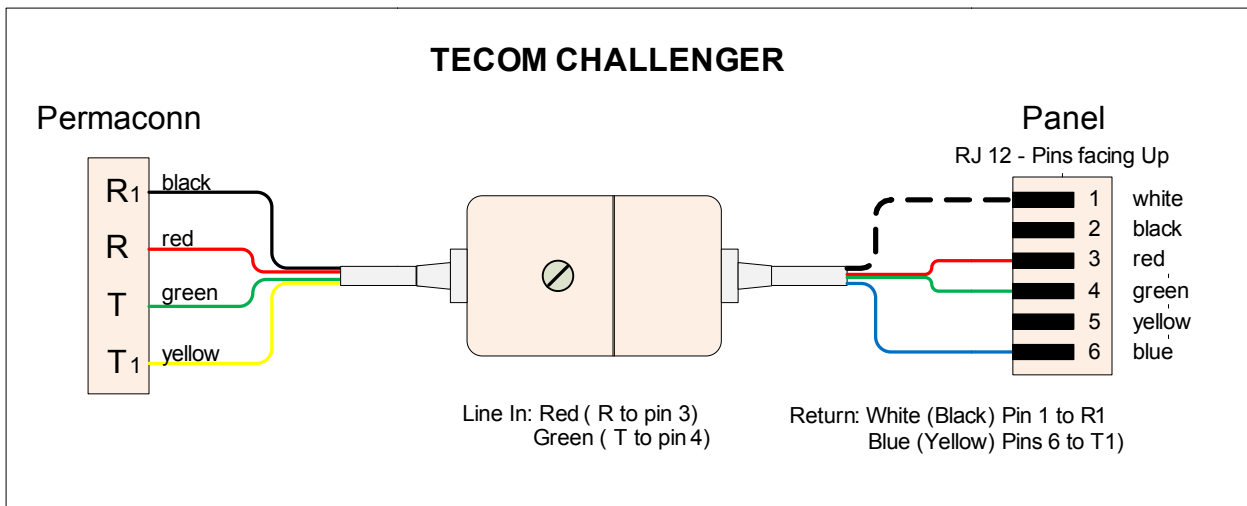 TECOM CHALLENGER
Permaconn
Panel
RJ 12 - Pins facing Up
R1 black
R red
T green
T1 yellow
1 white
2 black
3 red
4 green
5 yellow
6 blue
Line In: Red ( R to pin 3)
Green ( T to pin 4)
Return: White (Black) Pin 1 to R1
Blue (Yellow) Pins 6 to T1)